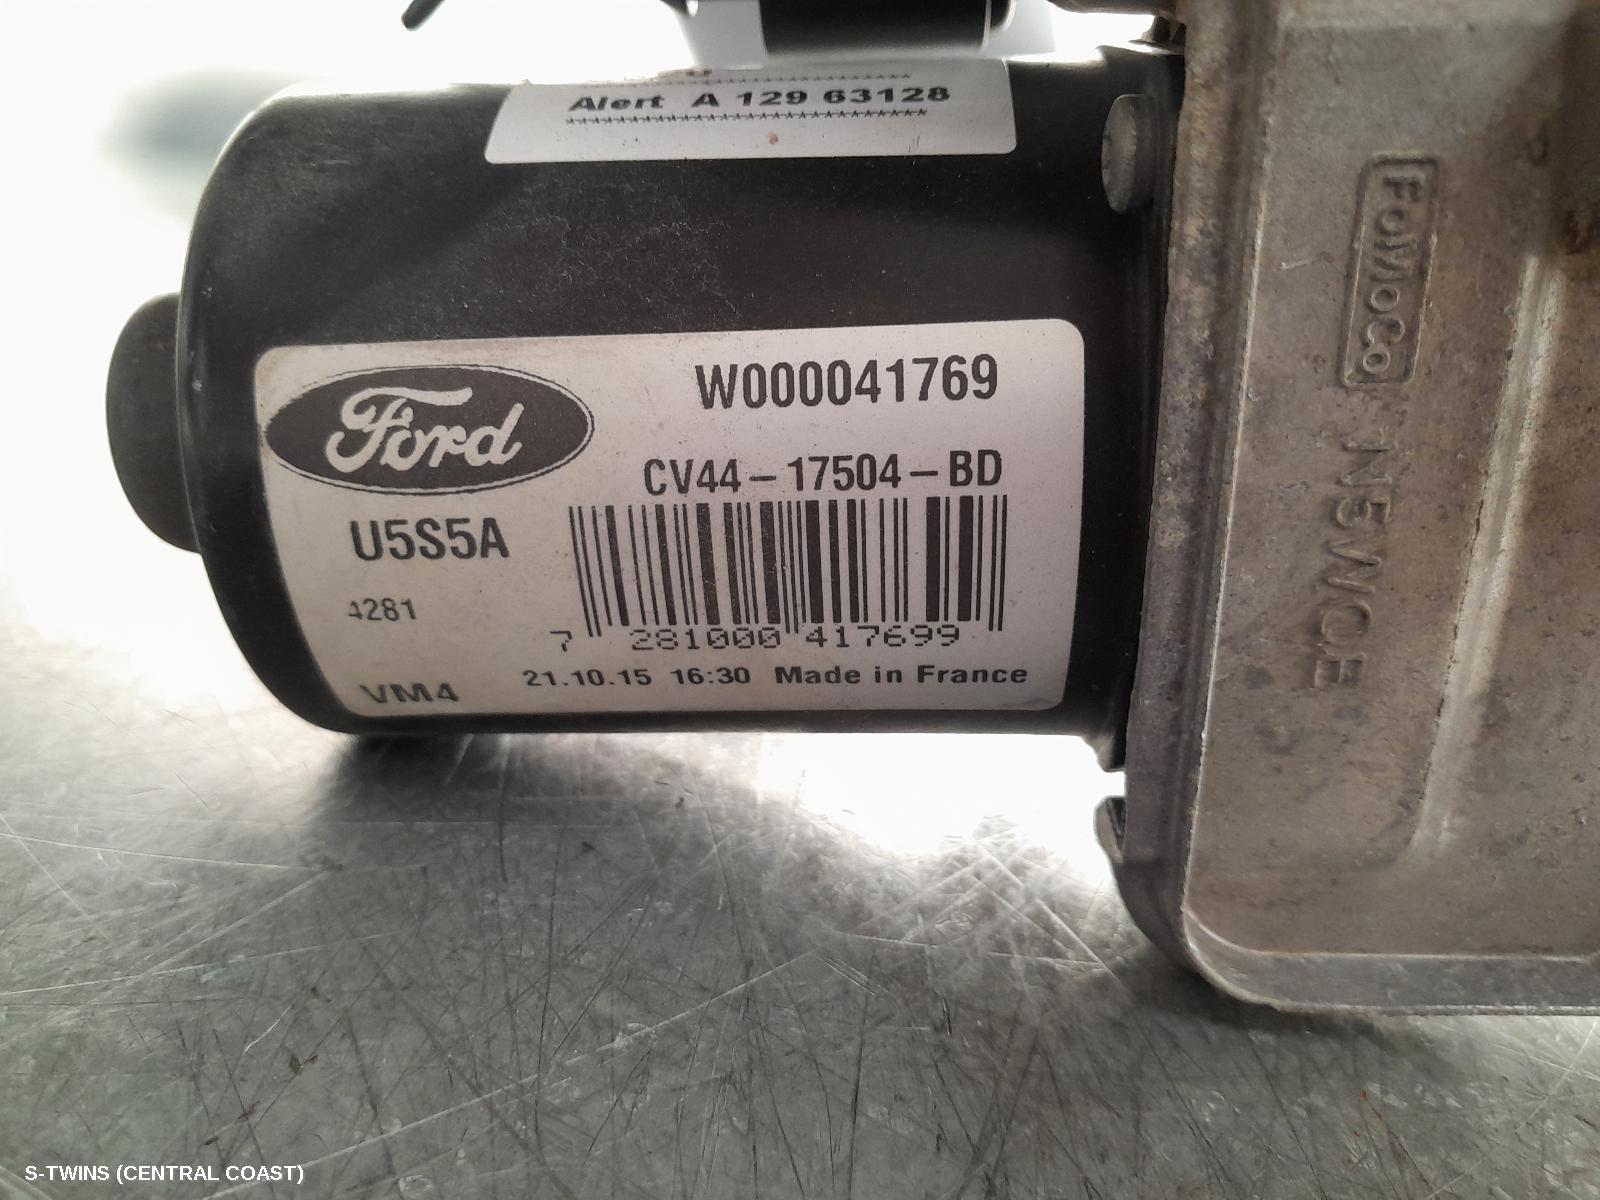 Alert A 129 63128
*****************************
Ford
W000041769
CV44-17504-BD
U5S5A
4281
7 281000 417699
VM4
21.10.15 16:30 Made in France
FoMoCo
S-TWINS (CENTRAL COAST)